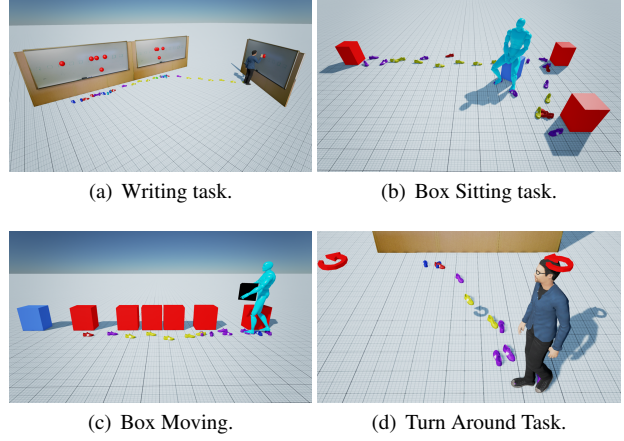 (a) Writing task.
(b) Box Sitting task.
(c) Box Moving.
(d) Turn Around Task.